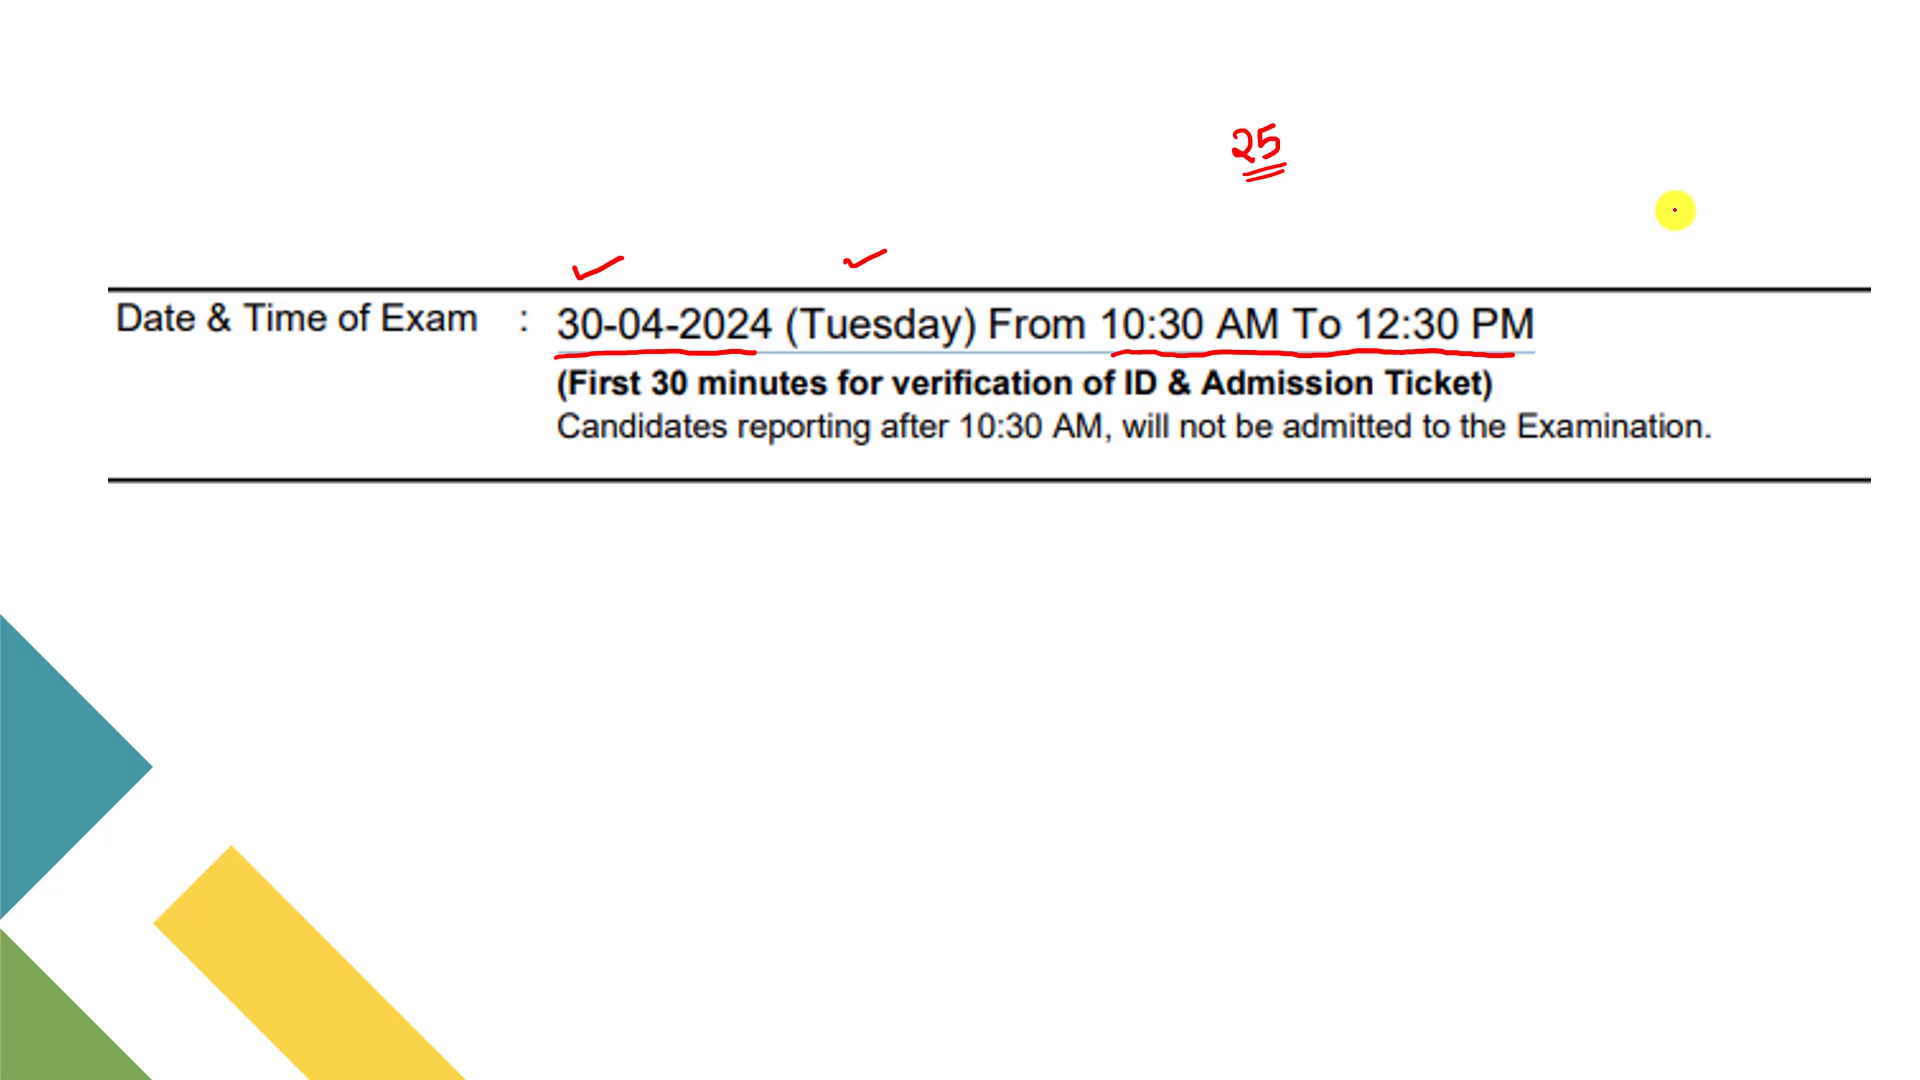 25
Date & Time of Exam : 30-04-2024 (Tuesday) From 10:30 AM To 12:30 PM
(First 30 minutes for verification of ID & Admission Ticket)
Candidates reporting after 10:30 AM, will not be admitted to the Examination.